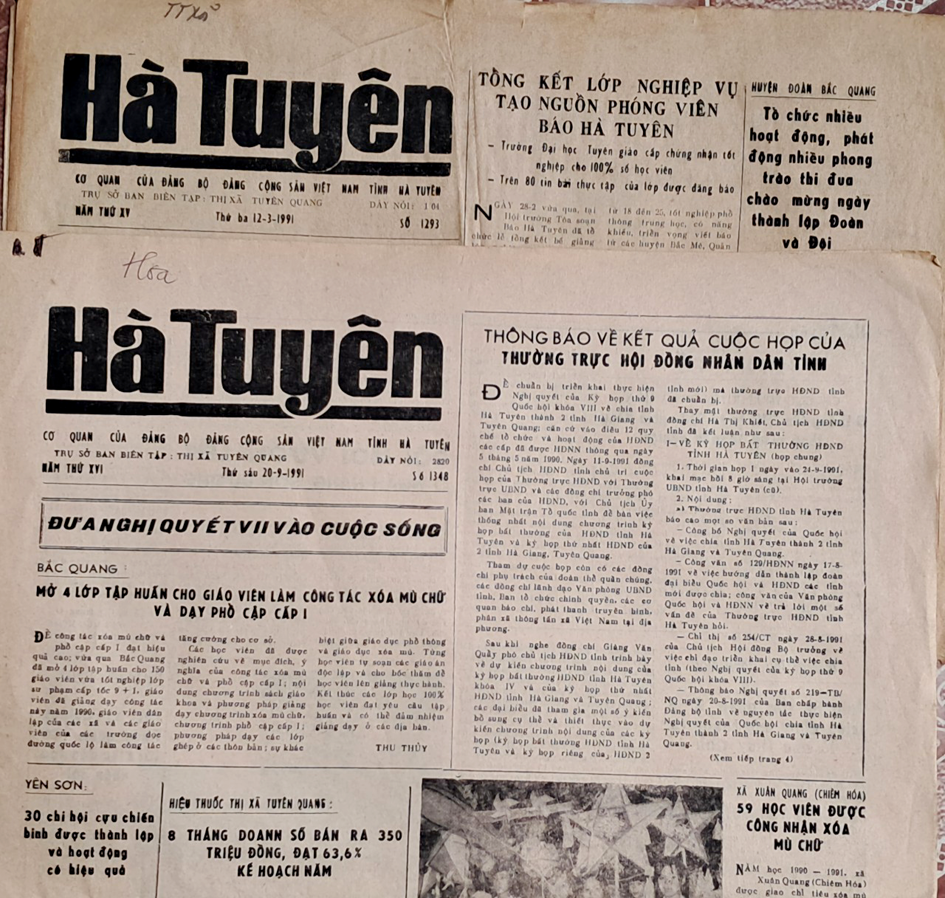 TTXố
Hà Tuyên
CƠ QUAN CỦA ĐẢNG BỘ ĐẢNG CỘNG SẢN VIỆT NAM TỈNH HÀ TUYÊN
TRỤ SỞ BAN BIÊN TẬP: THỊ XÃ TUYÊN QUANG DÂY NÓI: 104
NĂM THỨ XV Thứ ba 12-3-1991 SỐ 1293
TỔNG KẾT LỚP NGHIỆP VỤ
TẠO NGUỒN PHÓNG VIÊN
BÁO HÀ TUYÊN
– Trường Đại học Tuyên giáo cấp chứng nhận tốt
nghiệp cho 100% số học viên
– Trên 80 tin bài thực tập của lớp được đăng báo
NGÀY 28-2 vừa qua, tại
Hội trường Tòa soạn
Báo Hà Tuyên đã tổ
chức lễ tổng kết bế giảng
từ 18 đến 25, tốt nghiệp phổ
thông trung học, có năng
khiếu, triển vọng viết báo
từ các huyện Bắc Mê, Quản
HUYỆN ĐOÀN BẮC QUANG
Tổ chức nhiều
hoạt động, phát
động nhiều phong
trào thi đua
chào mừng ngày
thành lập Đoàn
và Đội
Hòa
Hà Tuyên
CƠ QUAN CỦA ĐẢNG BỘ ĐẢNG CỘNG SẢN VIỆT NAM TỈNH HÀ TUYÊN
TRỤ SỞ BAN BIÊN TẬP: THỊ XÃ TUYÊN QUANG DÂY NÓI: 2820
NĂM THỨ XVI Thứ sáu 20-9-1991 Số 1348
ĐƯA NGHỊ QUYẾT VII VÀO CUỘC SỐNG
BẮC QUANG:
MỞ 4 LỚP TẬP HUẤN CHO GIÁO VIÊN LÀM CÔNG TÁC XÓA MÙ CHỮ
VÀ DẠY PHỔ CẬP CẤP I
ĐỂ công tác xóa mù chữ và
phổ cập cấp I đạt hiệu
quả cao; vừa qua Bắc Quang
đã mở 4 lớp tập huấn cho 150
giáo viên vừa tốt nghiệp lớp
sư phạm cấp tốc 9 + 1, giáo
viên đã giảng dạy công tác
này năm 1990, giáo viên dân
lập của các xã và các giáo
viên của các trường dọc
đường quốc lộ làm công tác
tăng cường cho cơ sở.
Các học viên đã được
nghiên cứu về mục đích, ý
nghĩa của công tác xóa mù
chữ và phổ cập cấp I; nội
dung chương trình sách giáo
khoa và phương pháp giảng
dạy chương trình xóa mù chữ,
chương trình phổ cập cấp I;
phương pháp dạy các lớp
ghép ở các thôn bản; sự khác
biệt giữa giáo dục phổ thông
và giáo dục xóa mù. Từng
học viên tự soạn các giáo án
độc lập và cho bốc thăm để
học viên lên giảng thực hành.
Kết thúc các lớp học 100%
học viên đạt yêu cầu tập
huấn và có thể đảm nhiệm
giảng dạy ở các địa bàn.
THU THỦY
THÔNG BÁO VỀ KẾT QUẢ CUỘC HỌP CỦA
THƯỜNG TRỰC HỘI ĐỒNG NHÂN DÂN TỈNH
ĐỂ chuẩn bị triển khai thực hiện
Nghị quyết của Kỳ họp thứ 9
Quốc hội khóa VIII về chia tỉnh
Hà Tuyên thành 2 tỉnh Hà Giang và
Tuyên Quang; căn cứ vào điều 12 quy
chế tổ chức và hoạt động của HĐND
các cấp đã được HĐNN thông qua ngày
5 tháng 5 năm 1990, Ngày 11-9-1991 đồng
chí Chủ tịch HĐND tỉnh chủ trì cuộc
họp của Thường trực HĐND với Thường
trực UBND và các đồng chí trưởng phó
các ban của HĐND, với Chủ tịch Ủy
ban Mặt trận Tổ quốc tỉnh để bàn việc
thống nhất nội dung chương trình kỳ
họp bất thường của HĐND tỉnh Hà
Tuyên và kỳ họp thứ nhất HĐND của
2 tỉnh Hà Giang, Tuyên Quang.
Tham dự cuộc họp còn có các đồng
chí phụ trách của đoàn thể quần chúng,
các đồng chí lãnh đạo Văn phòng UBND
tỉnh, Ban tổ chức chính quyền, các cơ
quan báo chí, phát thanh truyền hình,
phân xã thông tấn xã Việt Nam tại địa
phương.
Sau khi nghe đồng chí Giàng Văn
Quầy phó chủ tịch HĐND tỉnh trình bày
về dự kiến chương trình nội dung của
kỳ họp bất thường HĐND tỉnh Hà Tuyên
khóa IV và của kỳ họp thứ nhất
HĐND tỉnh Hà Giang và Tuyên Quang;
các đại biểu đã tham gia một số ý kiến
bổ sung cụ thể và thiết thực vào dự
kiến chương trình nội dung của các kỳ
họp (kỳ họp bất thường HĐND tỉnh Hà
Tuyên và kỳ họp riêng của HĐND 2
tỉnh mới) mà thường trực HĐND tỉnh
đã chuẩn bị.
Thay mặt thường trực HĐND tỉnh
đồng chí Hà Thị Khiết, Chủ tịch HĐND
tỉnh đã kết luận như sau:
I—VỀ KỲ HỌP BẤT THƯỜNG HĐND
TỈNH HÀ TUYÊN (họp chung)
1. Thời gian họp 1 ngày vào 24-9-1991,
khai mạc hồi 8 giờ sáng tại Hội trường
UBND tỉnh Hà Tuyên (cũ).
2. Nội dung:
a) Thường trực HĐND tỉnh Hà Tuyên
báo cáo một số văn bản sau:
— Công bố Nghị quyết của Quốc hội
về việc chia tỉnh Hà Tuyên thành 2 tỉnh
Hà Giang và Tuyên Quang.
— Công văn số 129/HĐNN ngày 17-8-
1991 về việc hướng dẫn thành lập đoàn
đại biểu Quốc hội và HĐND các tỉnh
mới được chia; công văn của Văn phòng
Quốc hội và HĐNN về trả lời một số
vấn đề của Thường trực HĐND tỉnh
Hà Tuyên hỏi.
— Chỉ thị số 254/CT ngày 28-8-1991
của Chủ tịch Hội đồng Bộ trưởng về
việc chỉ đạo triển khai cụ thể việc chia
tỉnh (theo Nghị quyết của kỳ họp thứ 9
Quốc hội khóa VIII).
— Thông báo Nghị quyết số 219—TB/
NQ ngày 20-8-1991 của Ban chấp hành
Đảng bộ tỉnh về nguyên tắc thực hiện
Nghị quyết của Quốc hội chia tỉnh Hà
Tuyên thành 2 tỉnh Hà Giang và Tuyên
Quang.
(Xem tiếp trang 4)
YÊN SƠN:
30 chi hội cựu chiến
binh được thành lập
và hoạt động
có hiệu quả
HIỆU THUỐC THỊ XÃ TUYÊN QUANG:
8 THÁNG DOANH SỐ BÁN RA 350
TRIỆU ĐỒNG, ĐẠT 63,6%
KẾ HOẠCH NĂM
XÃ XUÂN QUANG (CHIÊM HÓA)
59 HỌC VIÊN ĐƯỢC
CÔNG NHẬN XÓA
MÙ CHỮ
NĂM học 1990 – 1991, xã
Xuân Quang (Chiêm Hóa)
được giao chỉ tiêu xóa mù